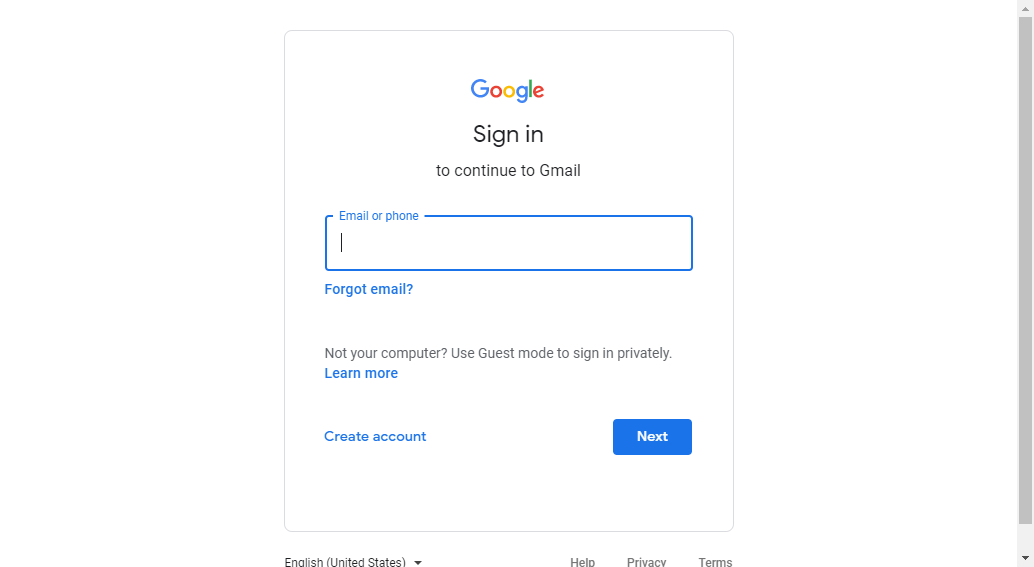 Google
Sign in
to continue to Gmail
Email or phone
Forgot email?
Not your computer? Use Guest mode to sign in privately.
Learn more
Create account
Next
English (United States)
Help
Privacy
Terms